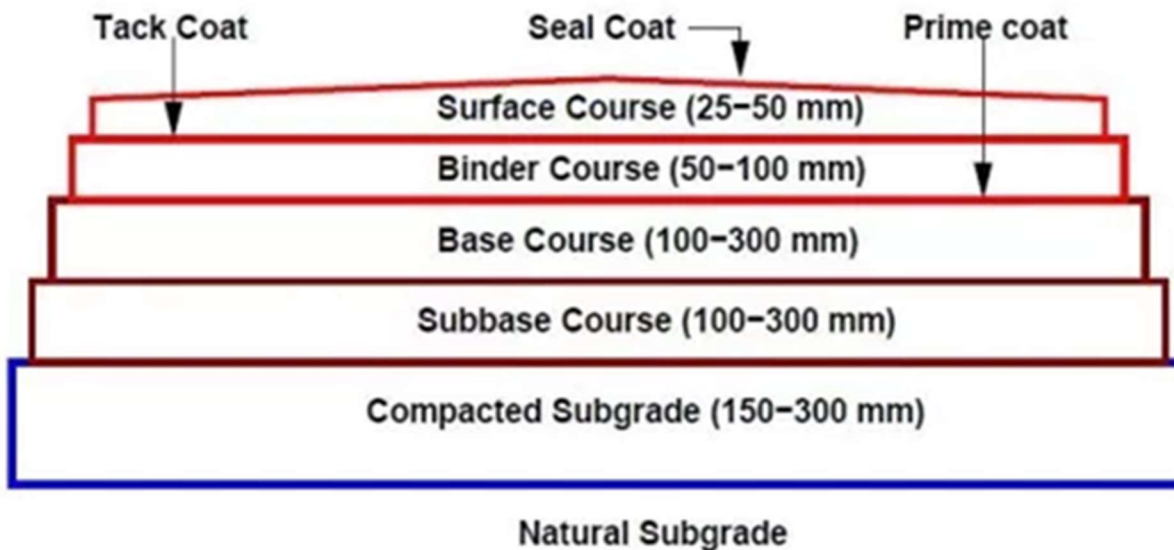 Tack Coat
Seal Coat
Prime coat
Surface Course (25−50 mm)
Binder Course (50−100 mm)
Base Course (100−300 mm)
Subbase Course (100−300 mm)
Compacted Subgrade (150−300 mm)
Natural Subgrade